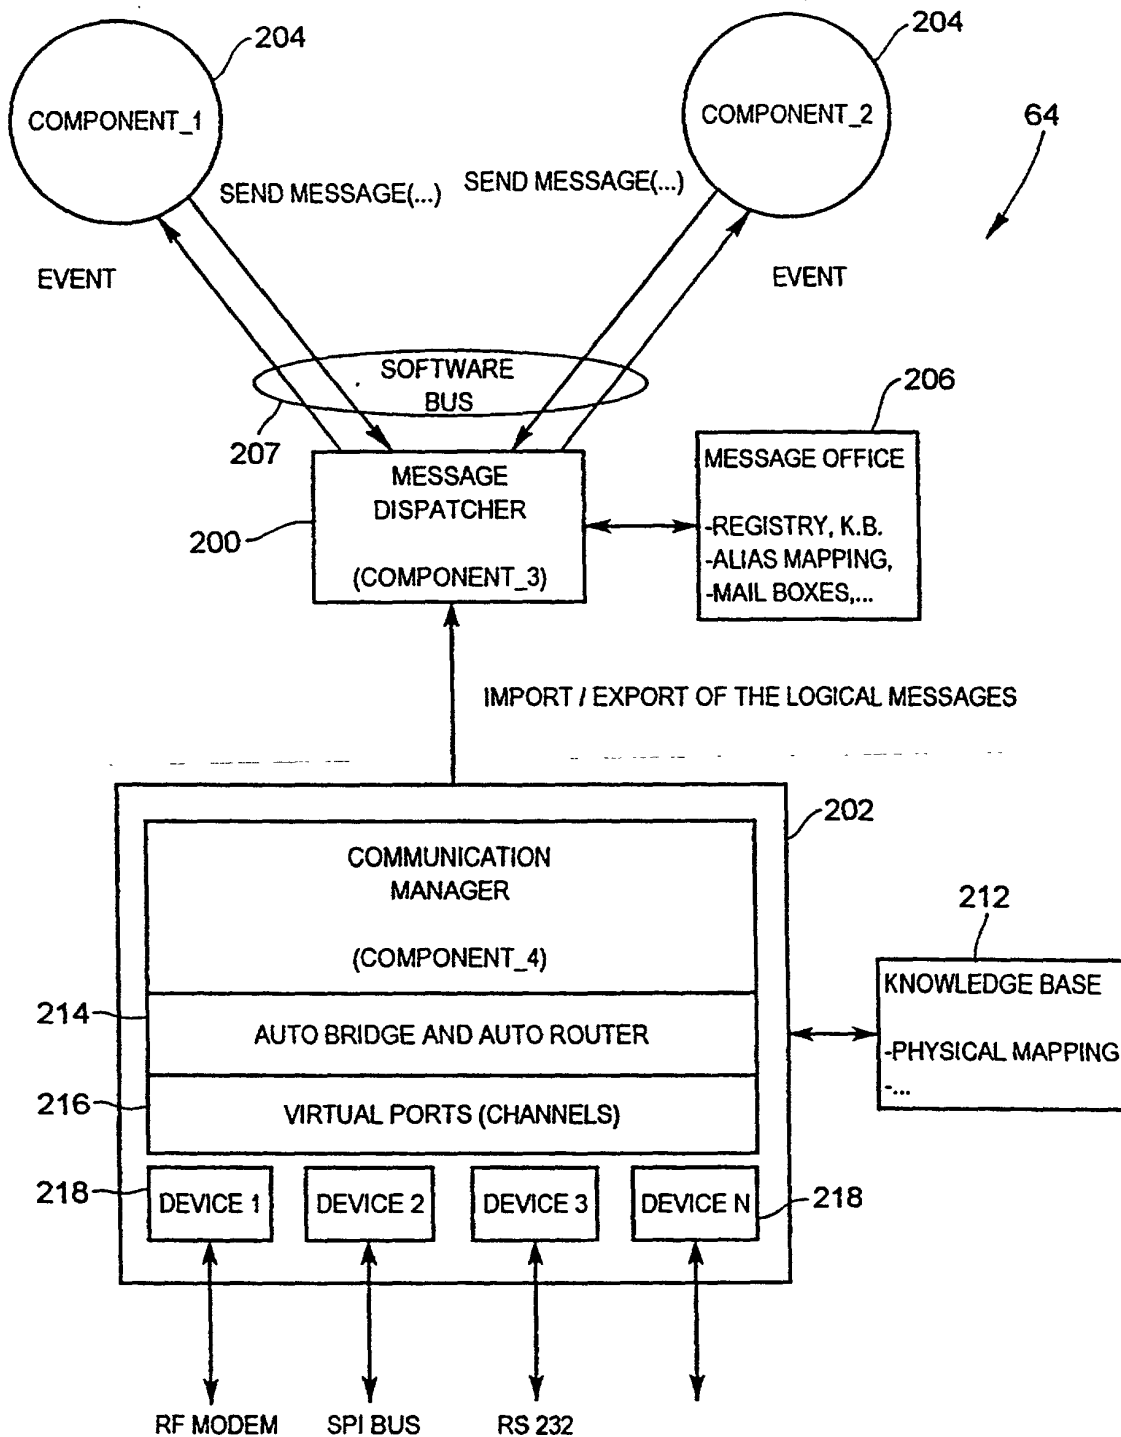 204
204
COMPONENT_1
COMPONENT_2
64
SEND MESSAGE(...)
SEND MESSAGE(...)
EVENT
EVENT
SOFTWARE
BUS
206
207
MESSAGE
DISPATCHER
(COMPONENT_3)
200
MESSAGE OFFICE
-REGISTRY, K.B.
-ALIAS MAPPING,
-MAIL BOXES,...
IMPORT / EXPORT OF THE LOGICAL MESSAGES
202
COMMUNICATION
MANAGER
(COMPONENT_4)
212
KNOWLEDGE BASE
-PHYSICAL MAPPING
-...
214
AUTO BRIDGE AND AUTO ROUTER
216
VIRTUAL PORTS (CHANNELS)
218
DEVICE 1
DEVICE 2
DEVICE 3
DEVICE N
218
RF MODEM
SPI BUS
RS 232